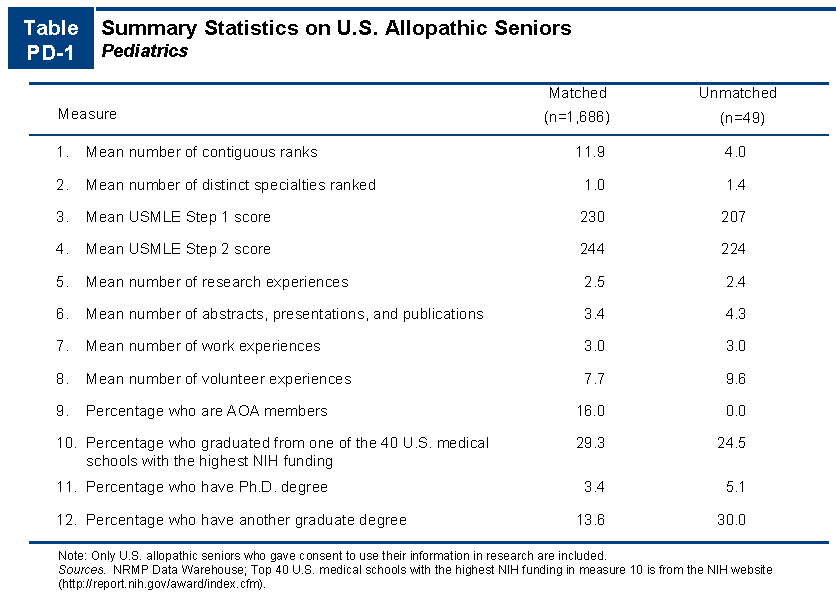 Table
PD-1
Summary Statistics on U.S. Allopathic Seniors
Pediatrics
Measure
Matched
(n=1,686)
Unmatched
(n=49)
1. Mean number of contiguous ranks 11.9 4.0
2. Mean number of distinct specialties ranked 1.0 1.4
3. Mean USMLE Step 1 score 230 207
4. Mean USMLE Step 2 score 244 224
5. Mean number of research experiences 2.5 2.4
6. Mean number of abstracts, presentations, and publications 3.4 4.3
7. Mean number of work experiences 3.0 3.0
8. Mean number of volunteer experiences 7.7 9.6
9. Percentage who are AOA members 16.0 0.0
10. Percentage who graduated from one of the 40 U.S. medical 29.3 24.5
schools with the highest NIH funding
11. Percentage who have Ph.D. degree 3.4 5.1
12. Percentage who have another graduate degree 13.6 30.0
Note: Only U.S. allopathic seniors who gave consent to use their information in research are included.
Sources. NRMP Data Warehouse; Top 40 U.S. medical schools with the highest NIH funding in measure 10 is from the NIH website
(http://report.nih.gov/award/index.cfm).